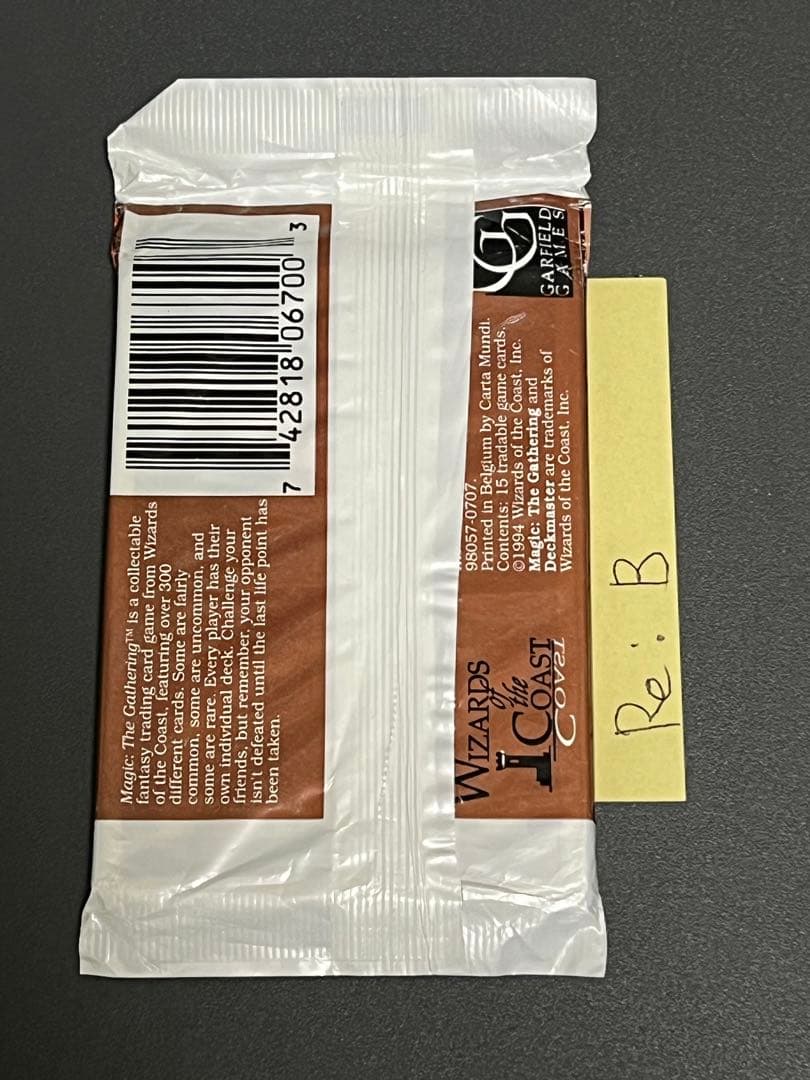 7 42818 06700 3
Magic: The Gathering™ is a collectable
fantasy trading card game from Wizards
of the Coast, featuring over 300
different cards. Some are fairly
common, some are uncommon, and
some are rare. Every player has their
own individual deck. Challenge your
friends, but remember, your opponent
isn't defeated until the last life point has
been taken.
GG
GARFIELD
GAMES
98057-0707.
Printed in Belgium by Carta Mundi.
Contents: 15 tradable game cards.
©1994 Wizards of the Coast, Inc.
Magic: The Gathering and
Deckmaster are trademarks of
Wizards of the Coast, Inc.
WIZARDS
of
the
COAST
Re: B